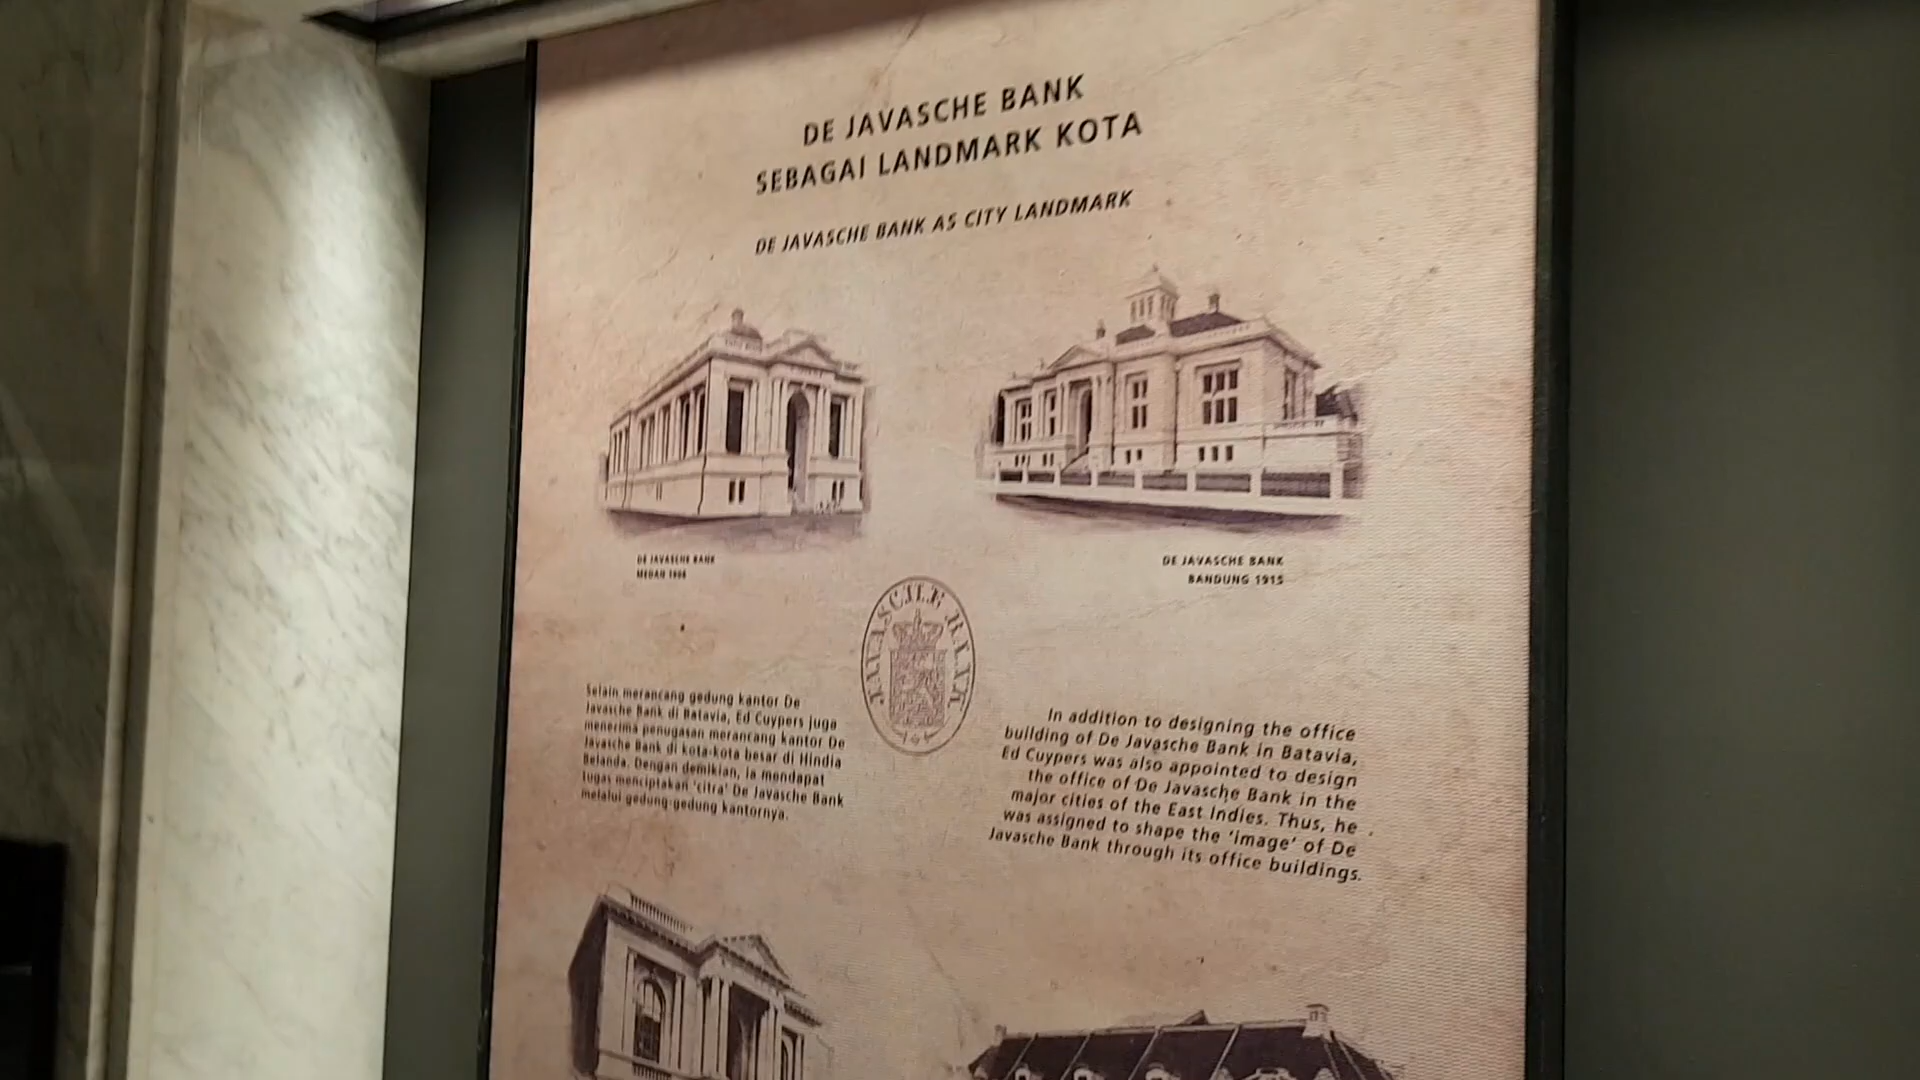 DE JAVASCHE BANK
SEBAGAI LANDMARK KOTA
DE JAVASCHE BANK AS CITY LANDMARK
DE JAVASCHE BANK
MEDAN
DE JAVASCHE BANK
BANDUNG 1915
JAVASCHE BANK
Selain merancang gedung kantor De
Javasche Bank di Batavia, Ed Cuypers juga
menerima penugasan merancang kantor De
Javasche Bank di kota-kota besar di Hindia
Belanda. Dengan demikian, ia mendapat
tugas menciptakan 'citra' De Javasche Bank
melalui gedung-gedung kantornya.
In addition to designing the office
building of De Javasche Bank in Batavia,
Ed Cuypers was also appointed to design
the office of De Javasche Bank in the
major cities of the East Indies. Thus, he
was assigned to shape the 'image' of De
Javasche Bank through its office buildings.